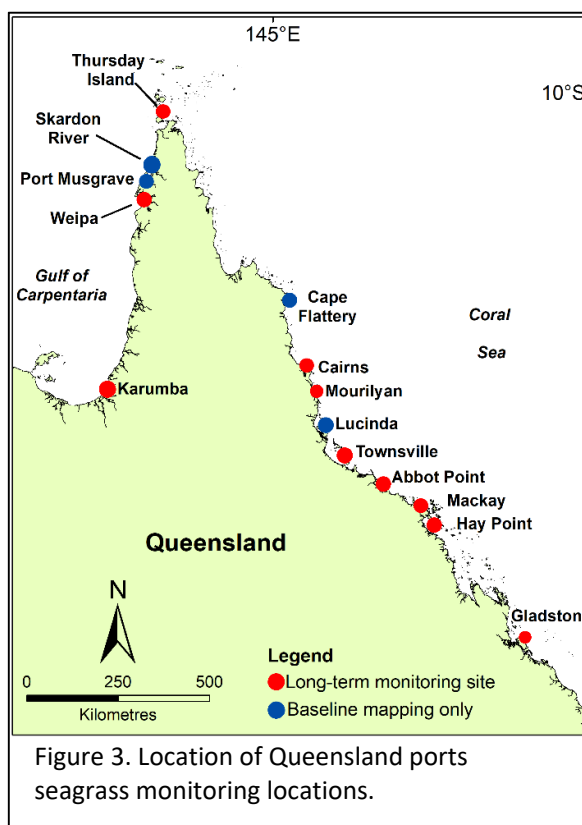 145°E
10°S
Thursday
Island
Skardon
River
Port Musgrave
Weipa
Gulf of
Carpentaria
Cape
Flattery
Coral
Sea
Cairns
Karumba
Mourilyan
Lucinda
Townsville
Abbot Point
Mackay
Hay Point
Queensland
Gladston
N
Legend
0 250 500
Kilometres
Long-term monitoring site
Baseline mapping only
Figure 3. Location of Queensland ports
seagrass monitoring locations.